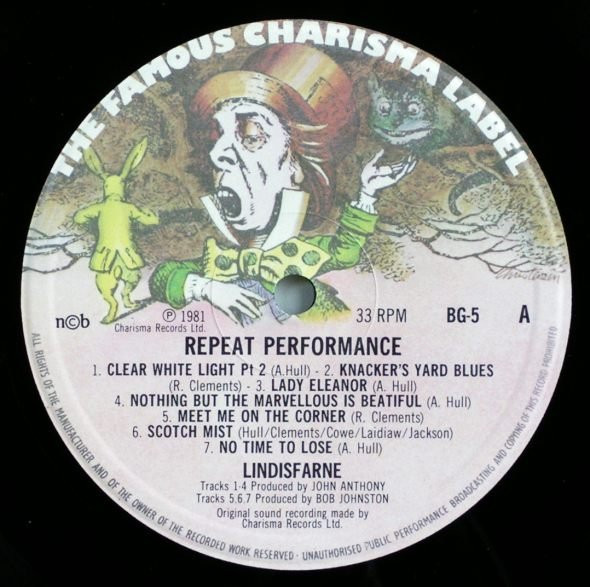 THE FAMOUS CHARISMA LABEL
n©b
℗ 1981
Charisma Records Ltd.
33 RPM
BG-5
A
REPEAT PERFORMANCE
1. CLEAR WHITE LIGHT Pt 2 (A.Hull) - 2. KNACKER'S YARD BLUES
(R. Clements) - 3. LADY ELEANOR (A. Hull)
4. NOTHING BUT THE MARVELLOUS IS BEATIFUL (A. Hull)
5. MEET ME ON THE CORNER (R. Clements)
6. SCOTCH MIST (Hull/Clements/Cowe/Laidiaw/Jackson)
7. NO TIME TO LOSE (A. Hull)
LINDISFARNE
Tracks 1-4 Produced by JOHN ANTHONY
Tracks 5.6.7 Produced by BOB JOHNSTON
Original sound recording made by
Charisma Records Ltd.
ALL RIGHTS OF THE MANUFACTURER AND OF THE OWNER OF THE RECORDED WORK RESERVED · UNAUTHORISED PUBLIC PERFORMANCE BROADCASTING AND COPYING OF THIS RECORD PROHIBITED